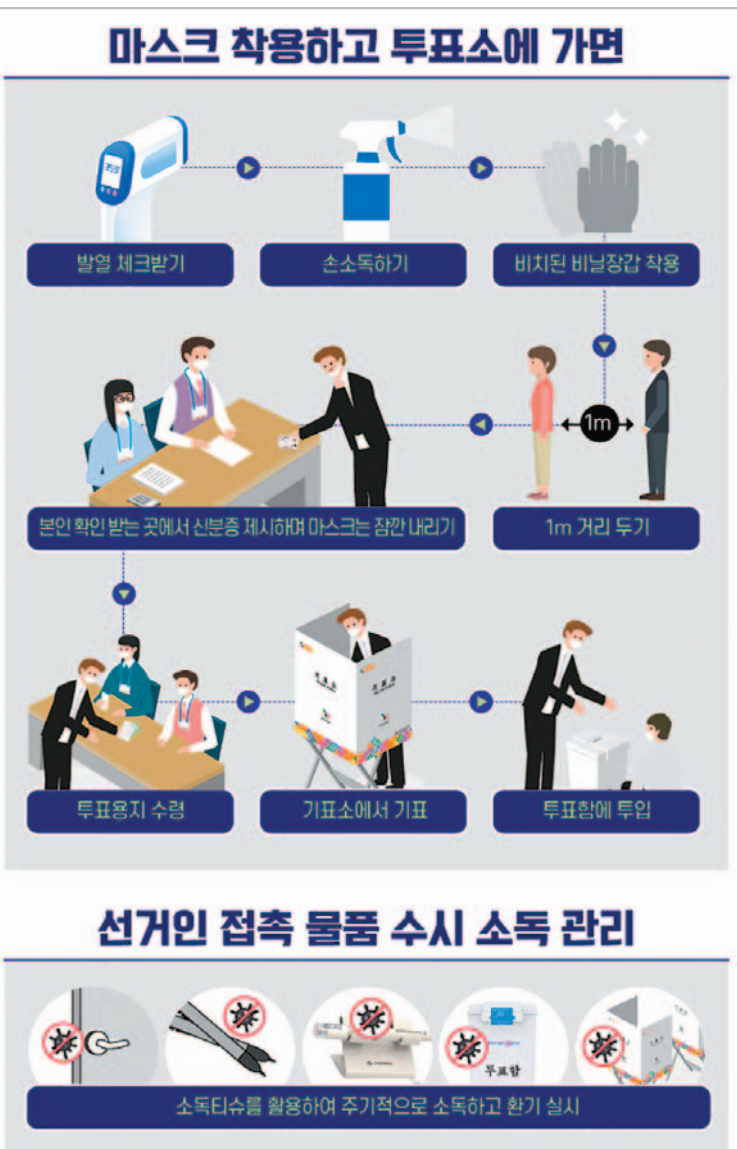 마스크 착용하고 투표소에 가면
발열 체크받기
손소독하기
비치된 비닐장갑 착용
1m
본인 확인 받는 곳에서 신분증 제시하며 마스크는 잠깐 내리기
1m 거리 두기
기표소
투표용지 수령
기표소에서 기표
투표함에 투입
선거인 접촉 물품 수시 소독 관리
투표함
소독티슈를 활용하여 주기적으로 소독하고 환기 실시